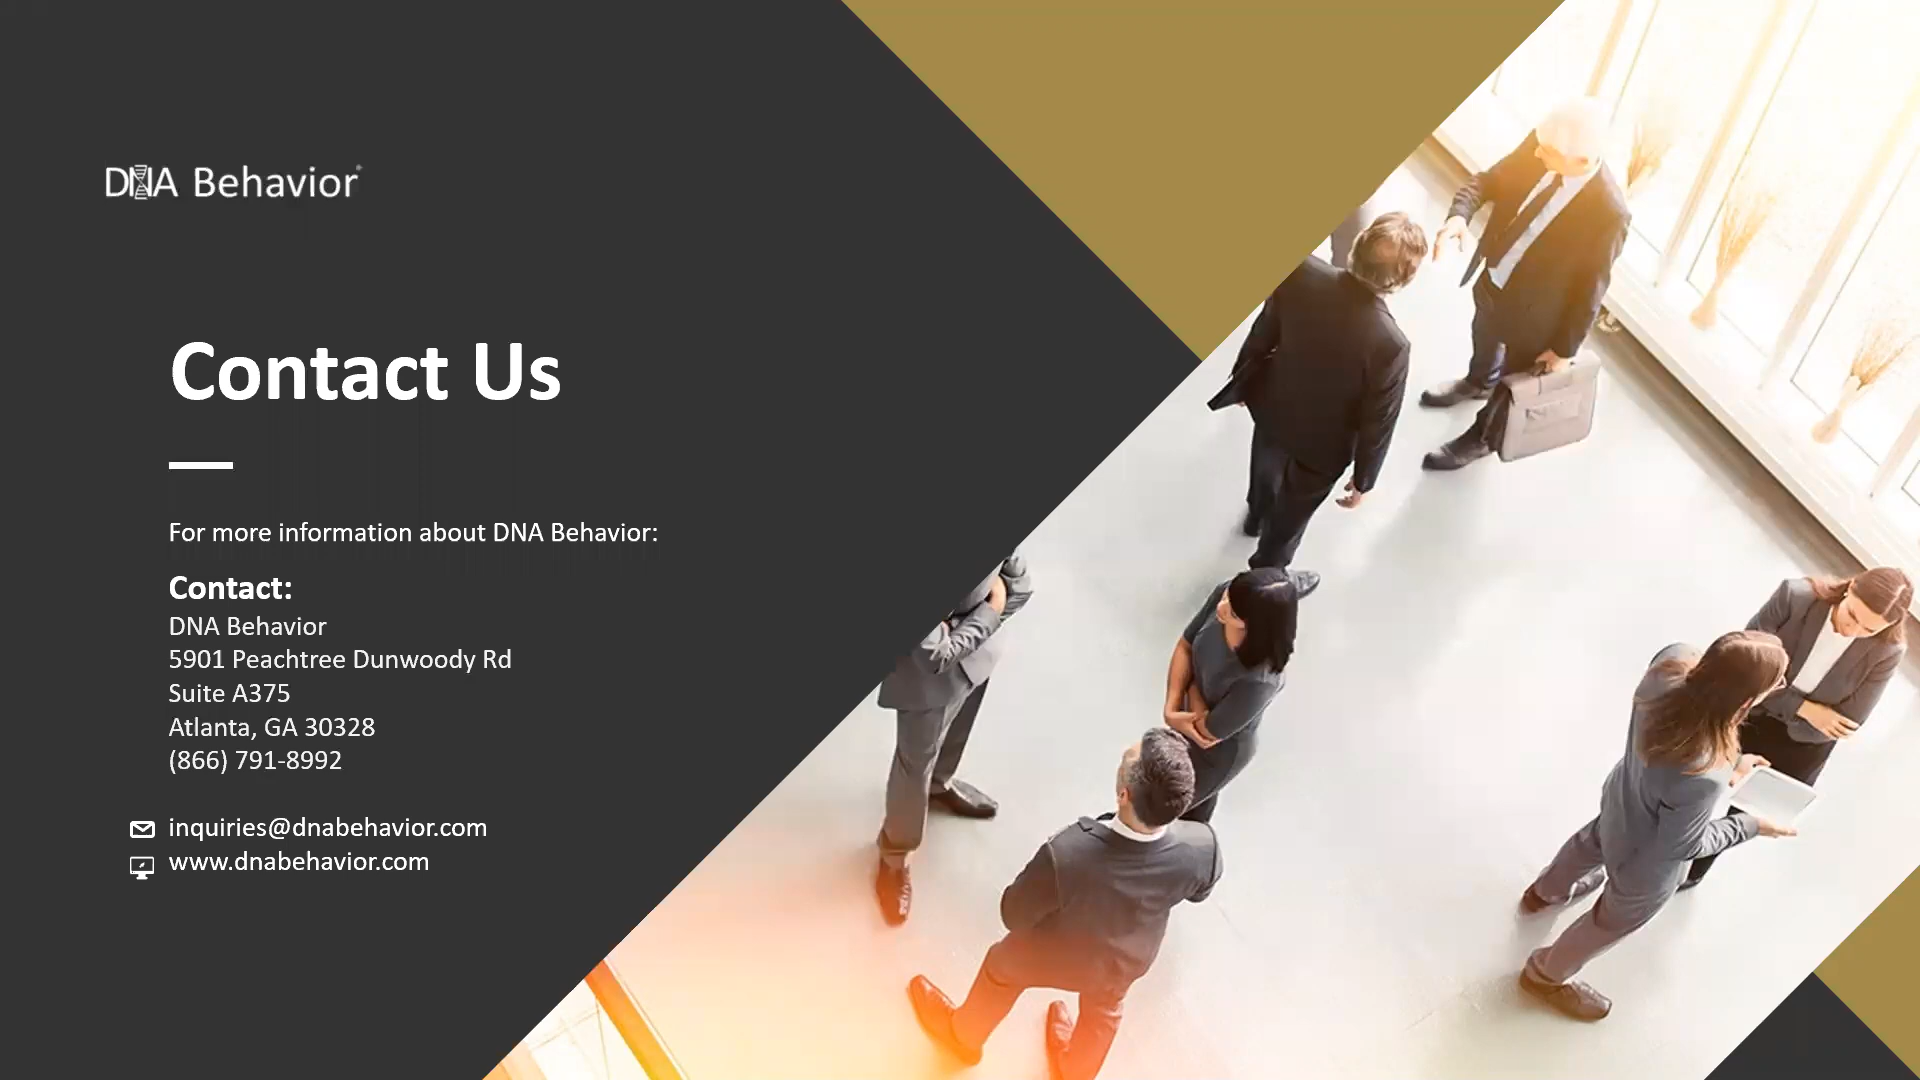 DNA Behavior
Contact Us
For more information about DNA Behavior:
Contact:
DNA Behavior
5901 Peachtree Dunwoody Rd
Suite A375
Atlanta, GA 30328
(866) 791-8992
inquiries@dnabehavior.com
www.dnabehavior.com